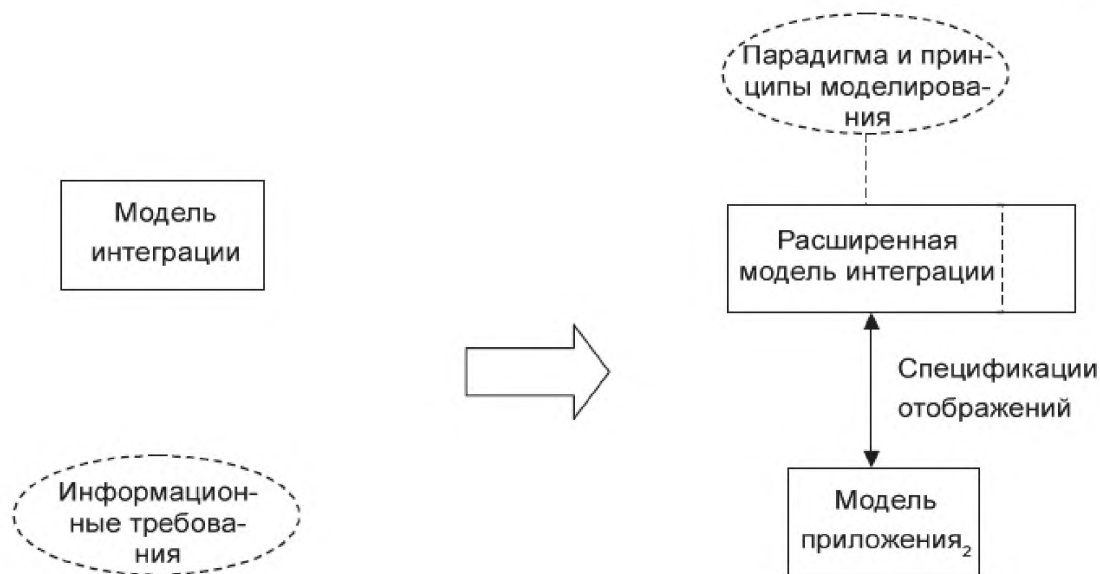 Парадигма и прин-
ципы моделирова-
ния
Модель
интеграции
Расширенная
модель интеграции
Спецификации
отображений
Информацион-
ные требова-
ния
Модель
приложения₂